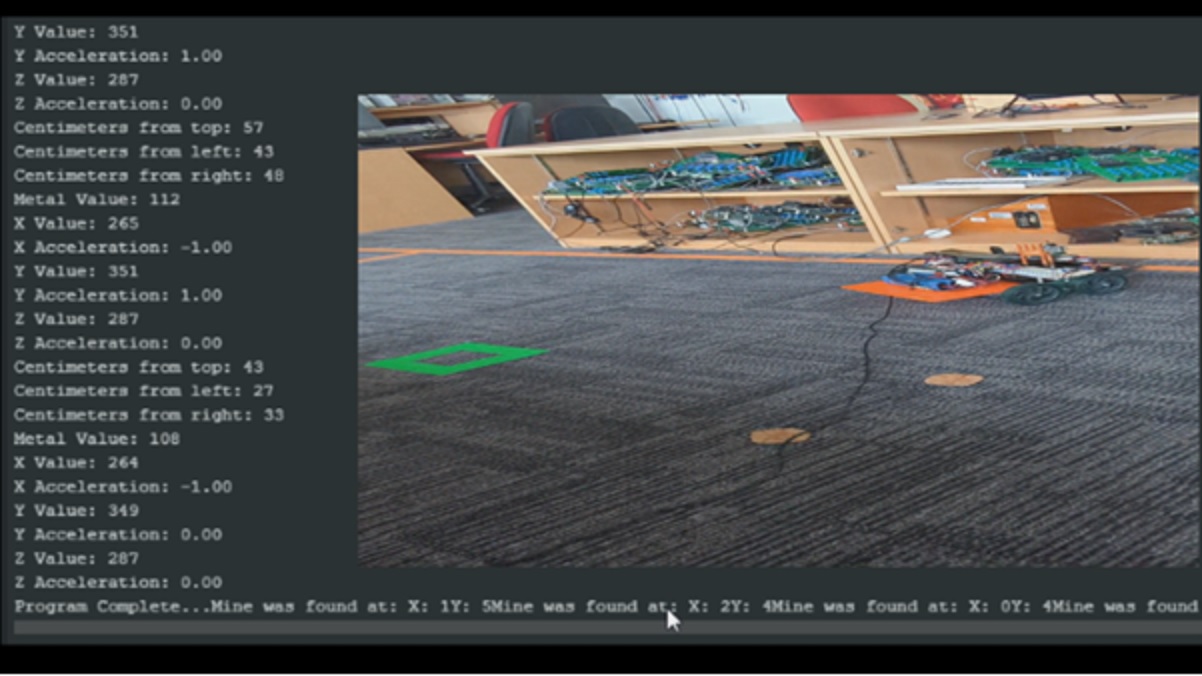 Y Value: 351
Y Acceleration: 1.00
Z Value: 287
Z Acceleration: 0.00
Centimeters from top: 57
Centimeters from left: 43
Centimeters from right: 48
Metal Value: 112
X Value: 265
X Acceleration: -1.00
Y Value: 351
Y Acceleration: 1.00
Z Value: 287
Z Acceleration: 0.00
Centimeters from top: 43
Centimeters from left: 27
Centimeters from right: 33
Metal Value: 108
X Value: 264
X Acceleration: -1.00
Y Value: 349
Y Acceleration: 0.00
Z Value: 287
Z Acceleration: 0.00
Program Complete...Mine was found at: X: 1Y: 5Mine was found at: X: 2Y: 4Mine was found at: X: 0Y: 4Mine was found